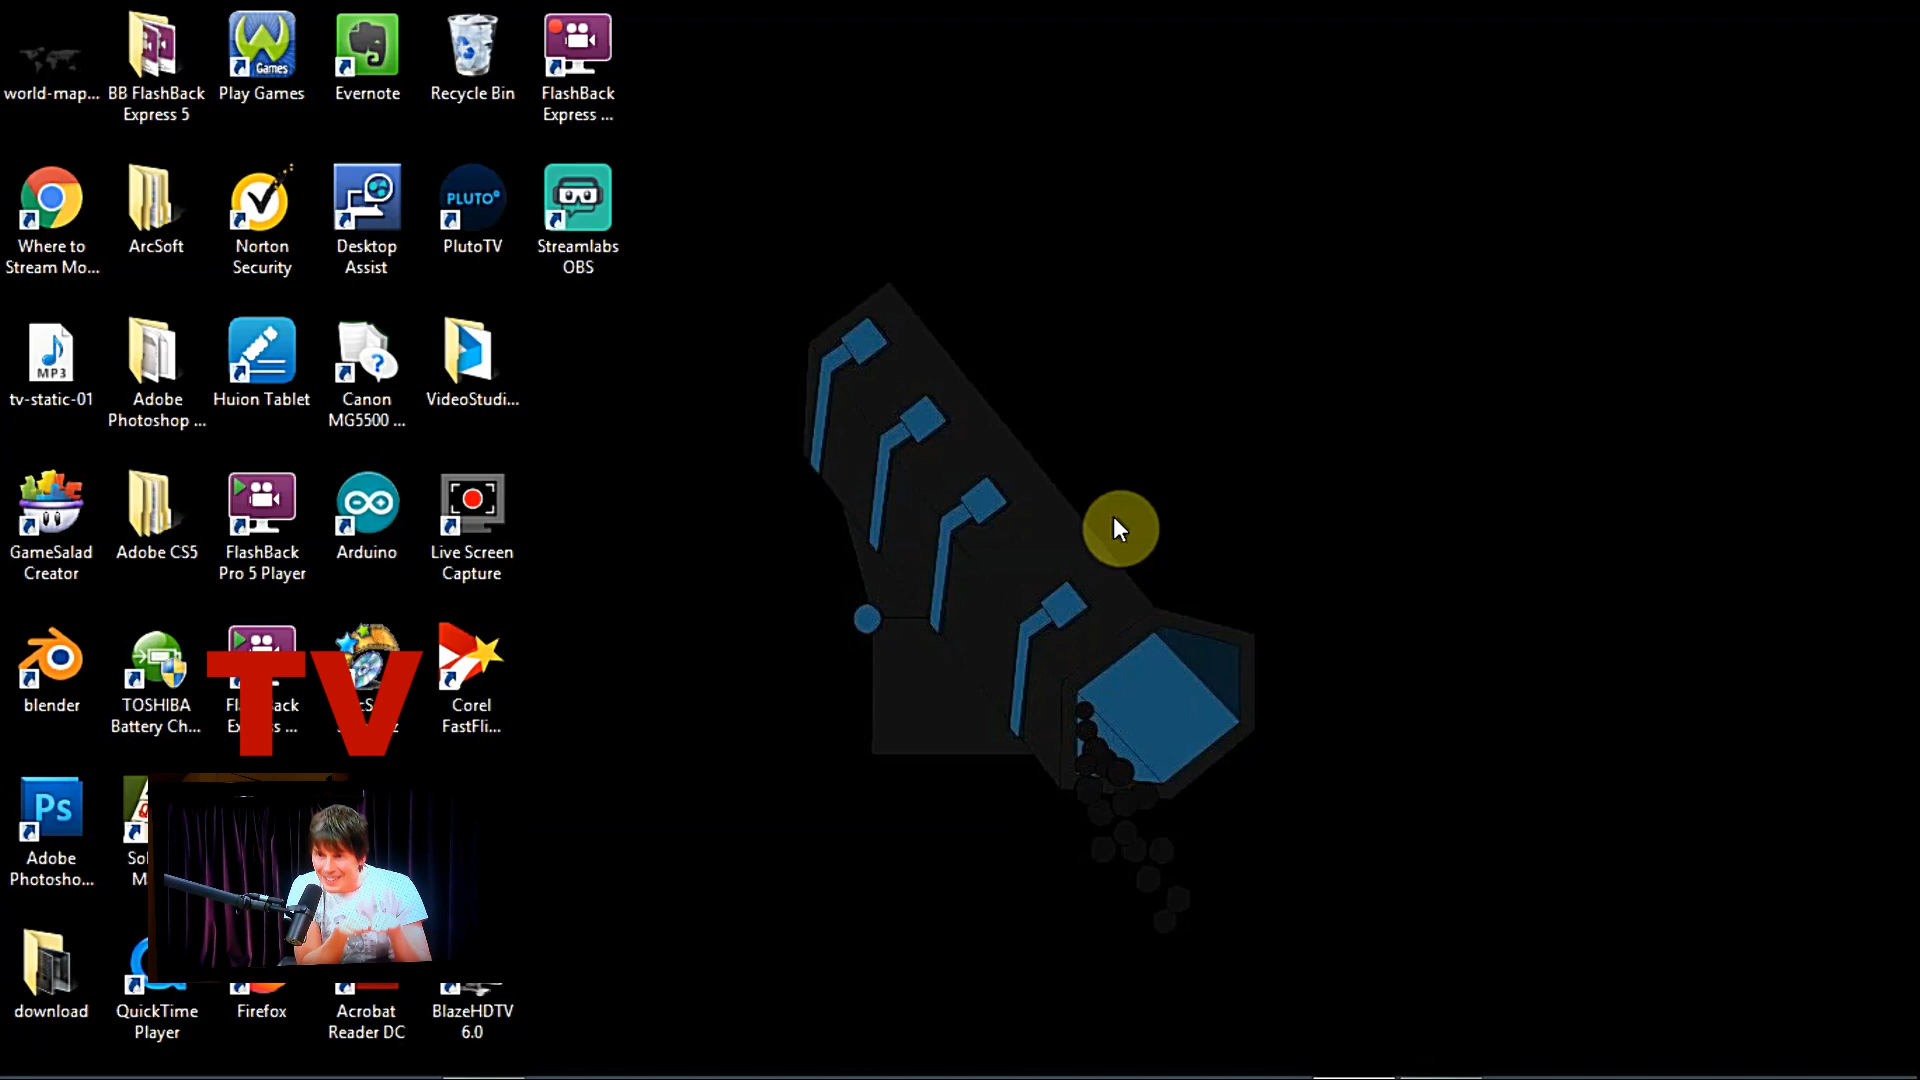 world-map...
BB FlashBack
Express 5
Games
Play Games
Evernote
Recycle Bin
FlashBack
Express ...
Where to
Stream Mo...
ArcSoft
Norton
Security
Desktop
Assist
PLUTO
PlutoTV
Streamlabs
OBS
MP3
tv-static-01
Adobe
Photoshop ...
Huion Tablet
Canon
MG5500 ...
VideoStudi...
GameSalad
Creator
Adobe CS5
FlashBack
Pro 5 Player
Arduino
Live Screen
Capture
blender
TOSHIBA
Battery Ch...
TV
Corel
FastFli...
Ps
Adobe
Photosho...
download
QuickTime
Player
Firefox
Acrobat
Reader DC
BlazeHDTV
6.0